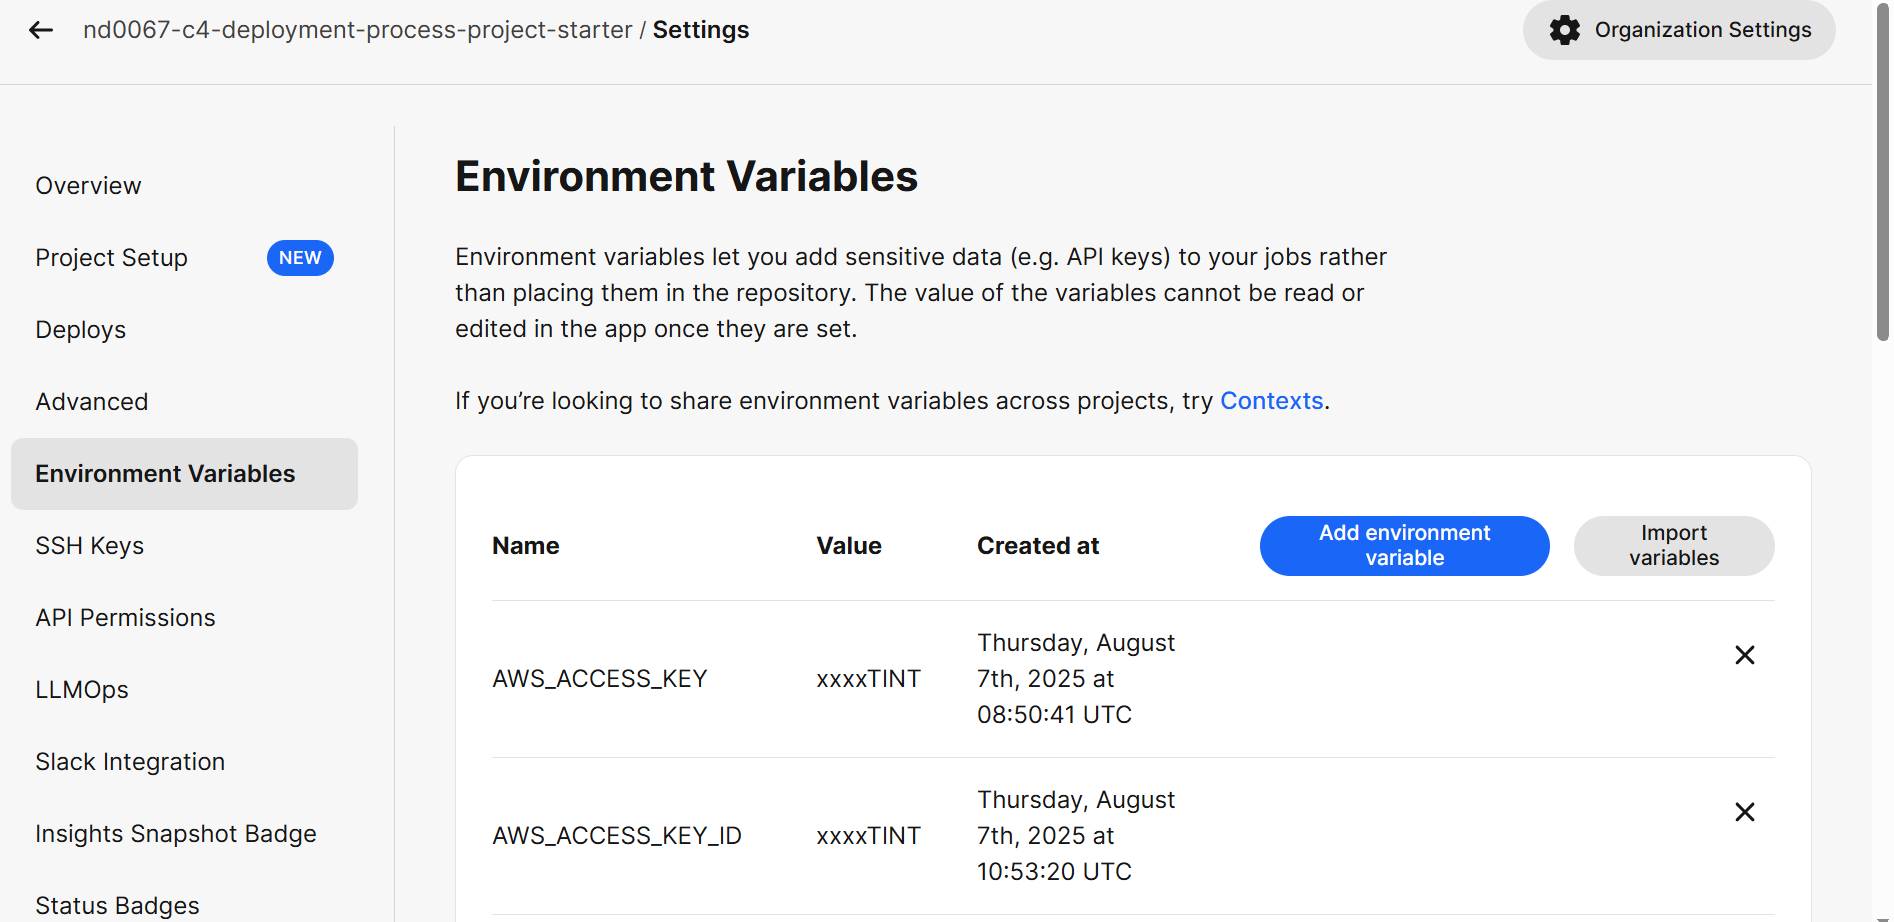 nd0067-c4-deployment-process-project-starter / Settings
Organization Settings
Overview
Project Setup NEW
Deploys
Advanced
Environment Variables
SSH Keys
API Permissions
LLMOps
Slack Integration
Insights Snapshot Badge
Status Badges
Environment Variables
Environment variables let you add sensitive data (e.g. API keys) to your jobs rather
than placing them in the repository. The value of the variables cannot be read or
edited in the app once they are set.
If you’re looking to share environment variables across projects, try Contexts.
Name Value Created at
Add environment
variable
Import
variables
AWS_ACCESS_KEY xxxxTINT
Thursday, August
7th, 2025 at
08:50:41 UTC
AWS_ACCESS_KEY_ID xxxxTINT
Thursday, August
7th, 2025 at
10:53:20 UTC